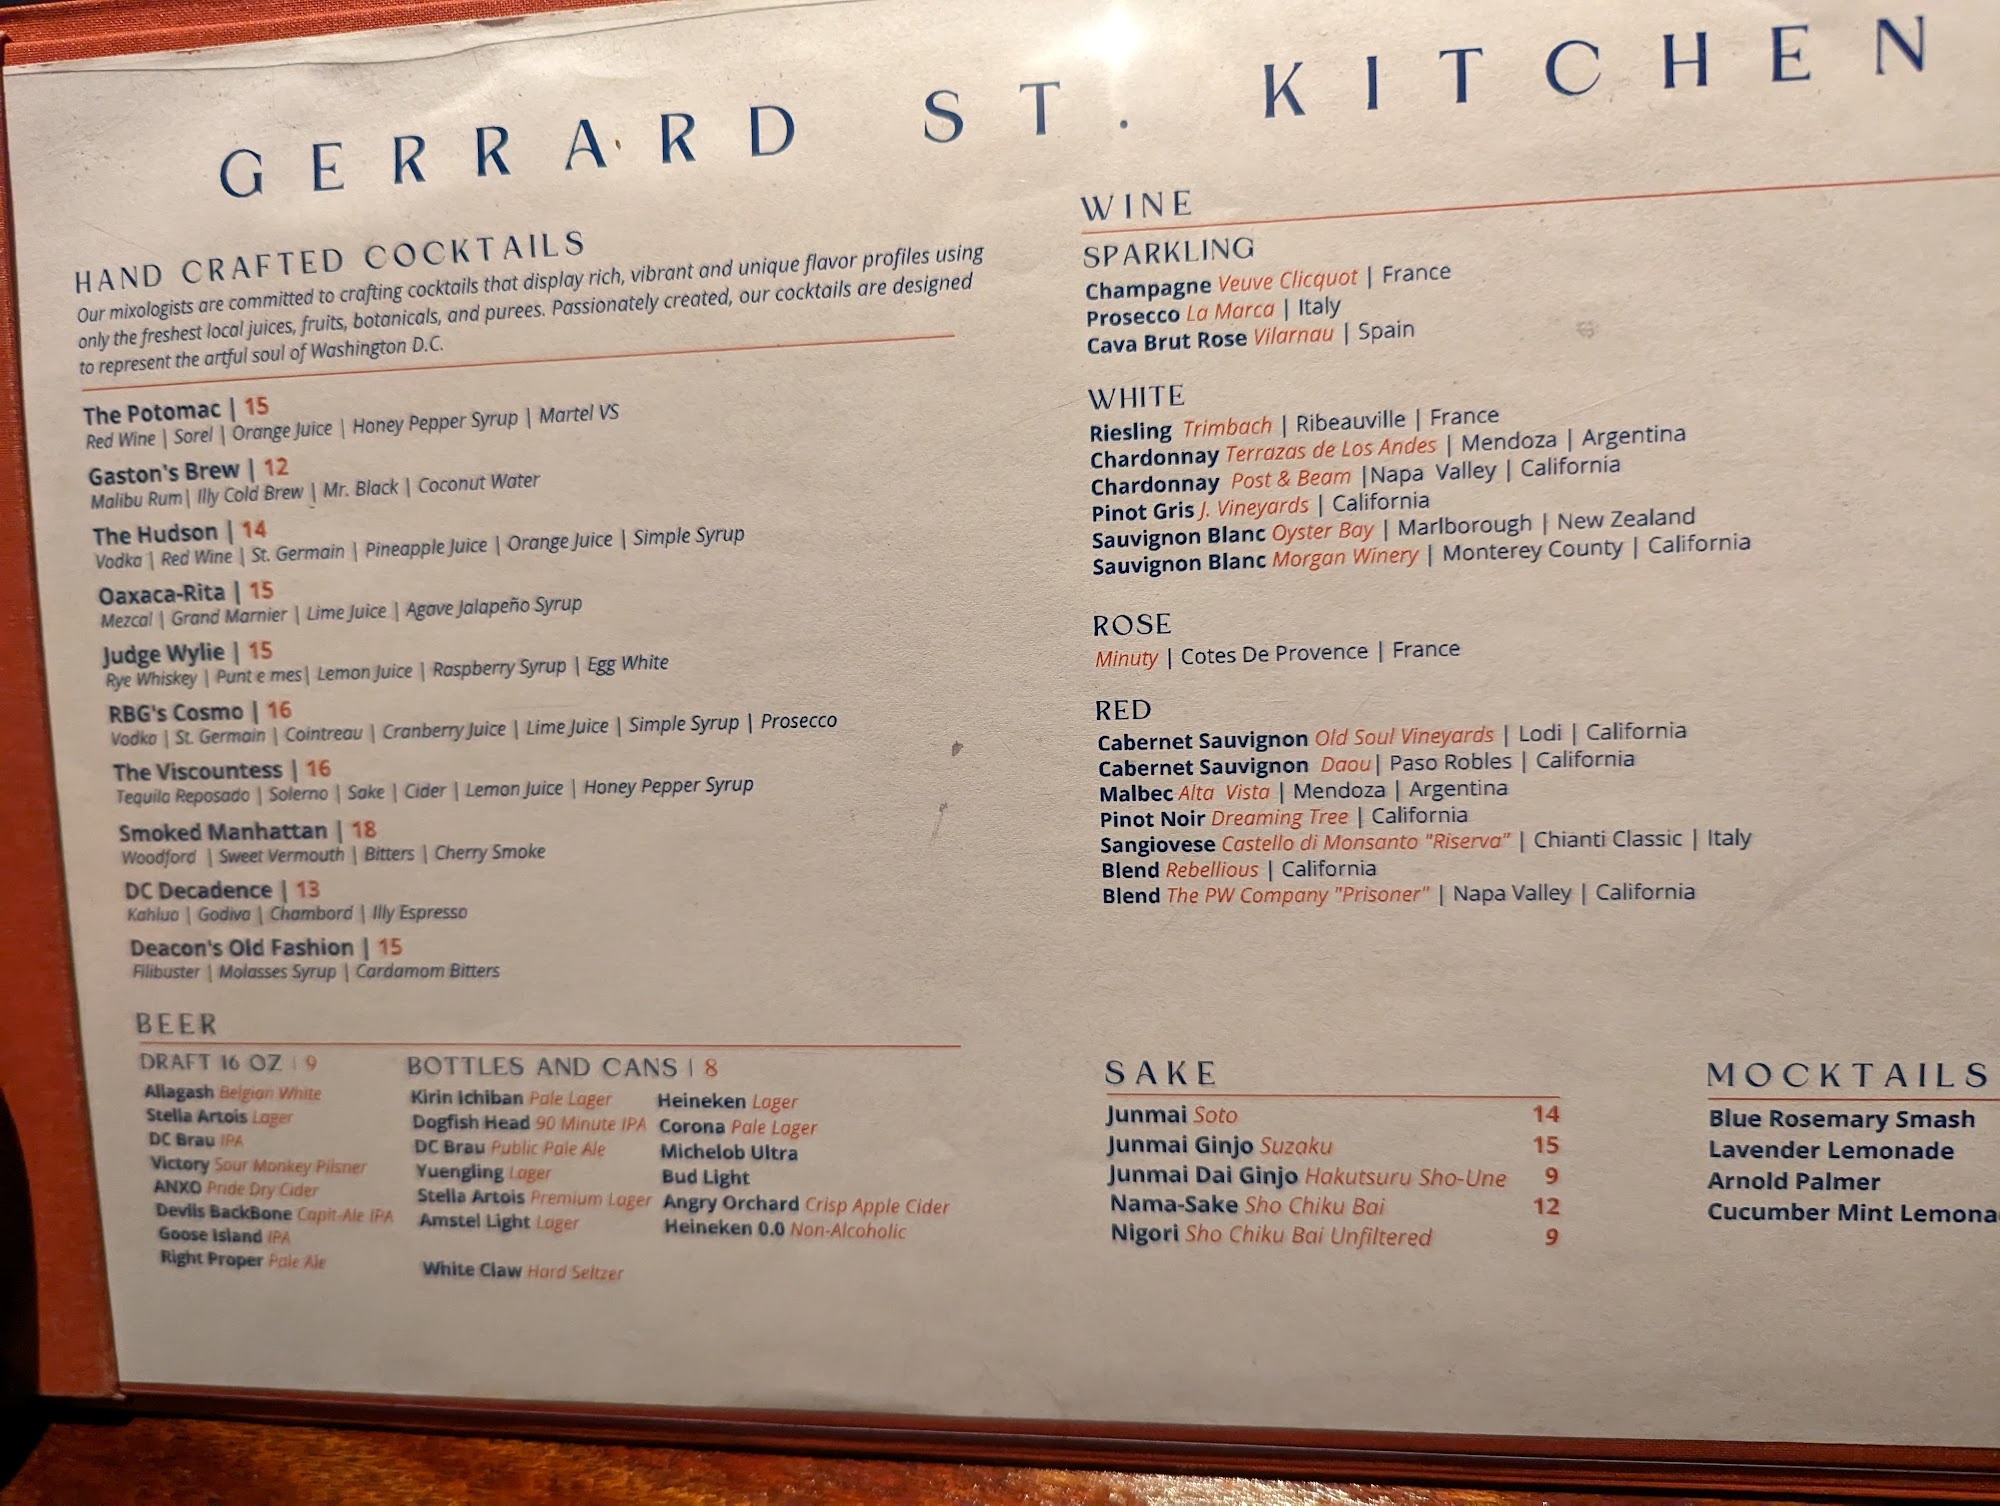 GERRARD ST. KITCHEN
HAND CRAFTED COCKTAILS
Our mixologists are committed to crafting cocktails that display rich, vibrant and unique flavor profiles using
only the freshest local juices, fruits, botanicals, and purees. Passionately created, our cocktails are designed
to represent the artful soul of Washington D.C.
The Potomac | 15
Red Wine | Sorel | Orange Juice | Honey Pepper Syrup | Martel VS
Gaston's Brew | 12
Malibu Rum| Illy Cold Brew | Mr. Black | Coconut Water
The Hudson | 14
Vodka | Red Wine | St. Germain | Pineapple Juice | Orange Juice | Simple Syrup
Oaxaca-Rita | 15
Mezcal | Grand Marnier | Lime Juice | Agave Jalapeño Syrup
Judge Wylie | 15
Rye Whiskey | Punt e mes| Lemon Juice | Raspberry Syrup | Egg White
RBG's Cosmo | 16
Vodka | St. Germain | Cointreau | Cranberry Juice | Lime Juice | Simple Syrup | Prosecco
The Viscountess | 16
Tequila Reposado | Solerno | Sake | Cider | Lemon Juice | Honey Pepper Syrup
Smoked Manhattan | 18
Woodford | Sweet Vermouth | Bitters | Cherry Smoke
DC Decadence | 13
Kahlua | Godiva | Chambord | Illy Espresso
Deacon's Old Fashion | 15
Filibuster | Molasses Syrup | Cardamom Bitters
BEER
DRAFT 16 OZ | 9
Allagash Belgian White
Stella Artois Lager
DC Brau IPA
Victory Sour Monkey Pilsner
ANXO Pride Dry Cider
Devils BackBone Capit-Ale IPA
Goose Island IPA
Right Proper Pale Ale
BOTTLES AND CANS | 8
Kirin Ichiban Pale Lager
Dogfish Head 90 Minute IPA
DC Brau Public Pale Ale
Yuengling Lager
Stella Artois Premium Lager
Amstel Light Lager
White Claw Hard Seltzer
Heineken Lager
Corona Pale Lager
Michelob Ultra
Bud Light
Angry Orchard Crisp Apple Cider
Heineken 0.0 Non-Alcoholic
WINE
SPARKLING
Champagne Veuve Clicquot | France
Prosecco La Marca | Italy
Cava Brut Rose Vilarnau | Spain
WHITE
Riesling Trimbach | Ribeauville | France
Chardonnay Terrazas de Los Andes | Mendoza | Argentina
Chardonnay Post & Beam |Napa Valley | California
Pinot Gris J. Vineyards | California
Sauvignon Blanc Oyster Bay | Marlborough | New Zealand
Sauvignon Blanc Morgan Winery | Monterey County | California
ROSE
Minuty | Cotes De Provence | France
RED
Cabernet Sauvignon Old Soul Vineyards | Lodi | California
Cabernet Sauvignon Daou| Paso Robles | California
Malbec Alta Vista | Mendoza | Argentina
Pinot Noir Dreaming Tree | California
Sangiovese Castello di Monsanto "Riserva" | Chianti Classic | Italy
Blend Rebellious | California
Blend The PW Company "Prisoner" | Napa Valley | California
SAKE
Junmai Soto 14
Junmai Ginjo Suzaku 15
Junmai Dai Ginjo Hakutsuru Sho-Une 9
Nama-Sake Sho Chiku Bai 12
Nigori Sho Chiku Bai Unfiltered 9
MOCKTAILS
Blue Rosemary Smash
Lavender Lemonade
Arnold Palmer
Cucumber Mint Lemona